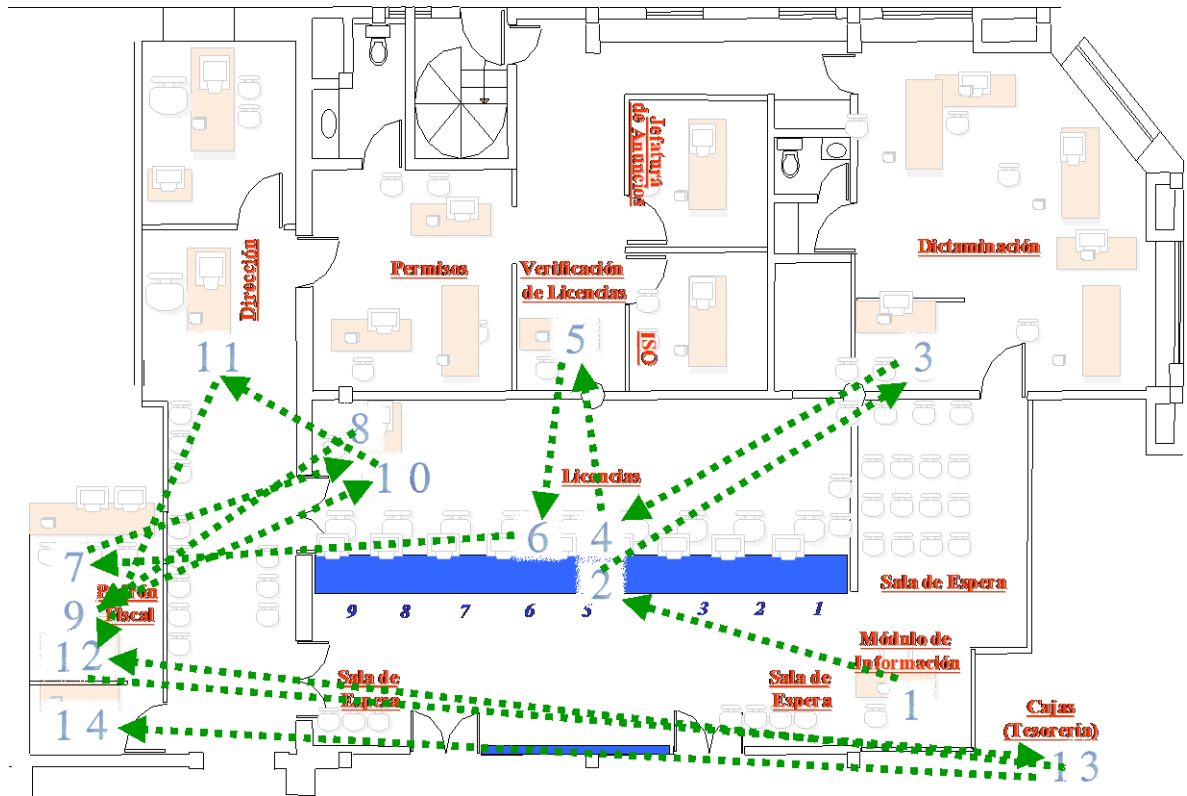 Jefatura
de Anuncios
Dictaminación
Dirección
Permisos
Verificación
de Licencias
5
ISO
3
11
8
10
Licencias
6
4
7
2
Padrón
Fiscal
9
Sala de Espera
9 8 7 6 5 3 2 1
Módulo de
Información
12
Sala de
Espera
Sala de
Espera
1
14
Cajas
(Tesorería)
13